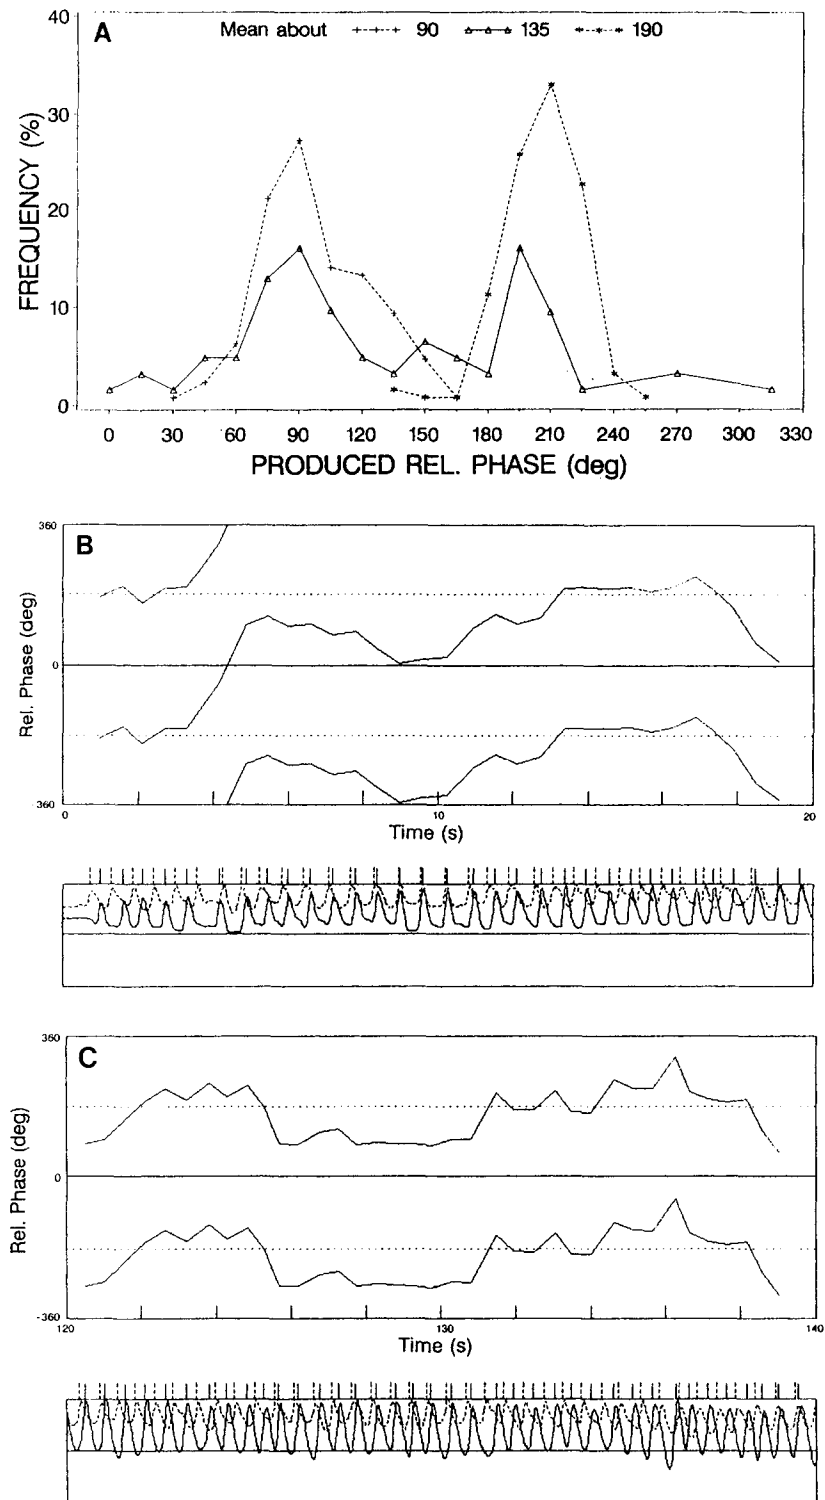 A
Mean about 90 135 190
40
30
20
10
0
FREQUENCY (%)
0 30 60 90 120 150 180 210 240 270 300 330
PRODUCED REL. PHASE (deg)
B
360
0
360
Rel. Phase (deg)
0 10 20
Time (s)
C
360
0
-360
Rel. Phase (deg)
120 130 140
Time (s)